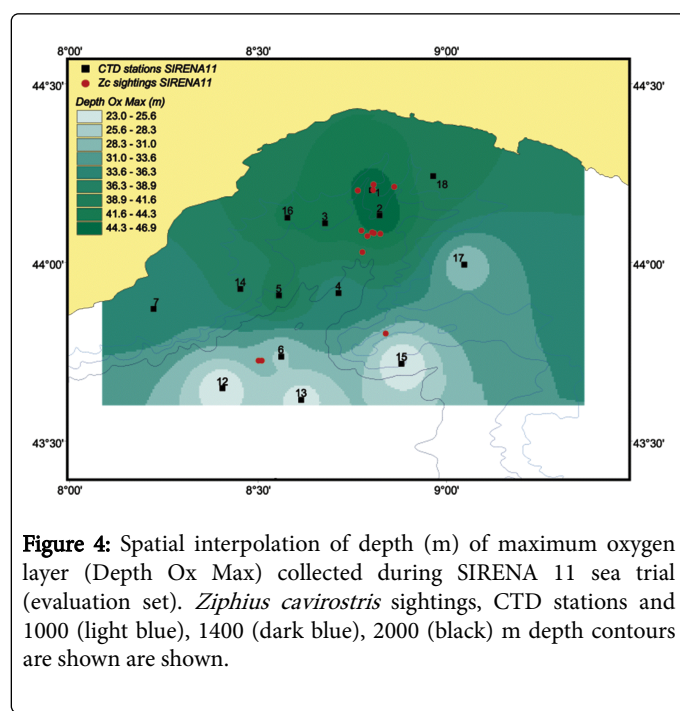 8°00' 8°30' 9°00'
CTD stations SIRENA11
Zc sightings SIRENA11
44°30' 44°30'
Depth Ox Max (m)
23.0 - 25.6
25.6 - 28.3
28.3 - 31.0
31.0 - 33.6
33.6 - 36.3
36.3 - 38.9
38.9 - 41.6
41.6 - 44.3
44.3 - 46.9
18
1
2
16
3
44°00' 44°00'
17
14
5
4
7
6
15
12
13
43°30' 43°30'
8°00' 8°30' 9°00'
Figure 4: Spatial interpolation of depth (m) of maximum oxygen
layer (Depth Ox Max) collected during SIRENA 11 sea trial
(evaluation set). Ziphius cavirostris sightings, CTD stations and
1000 (light blue), 1400 (dark blue), 2000 (black) m depth contours
are shown are shown.